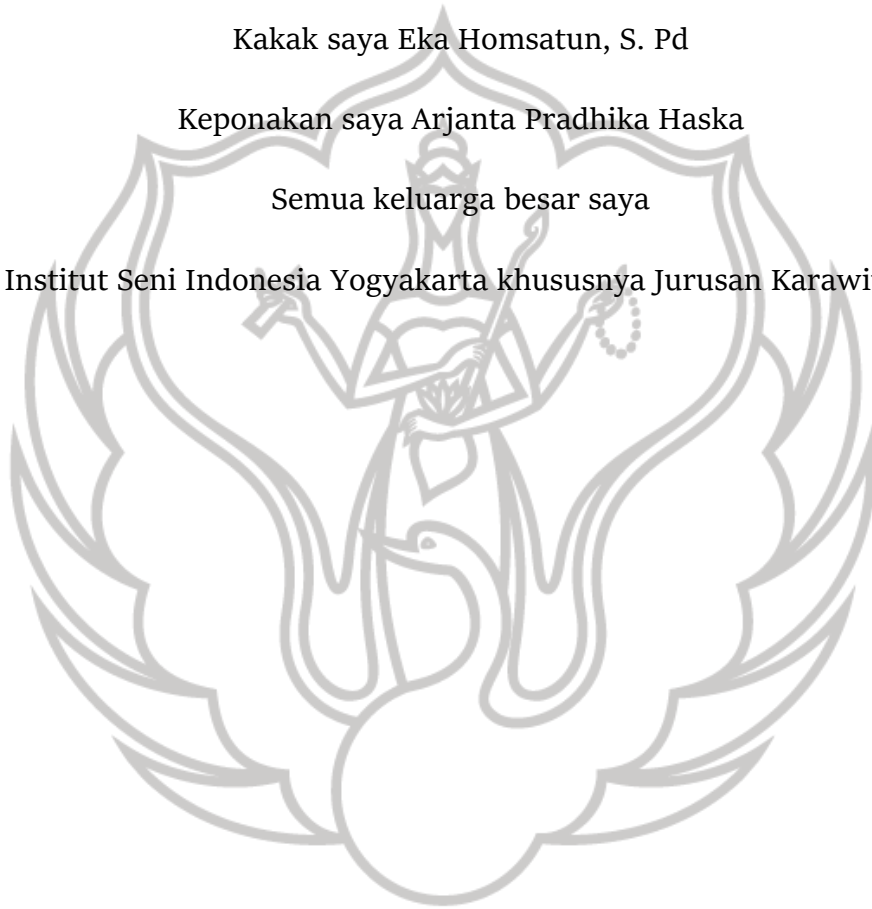 Kakak saya Eka Homsatun, S. Pd
Keponakan saya Arjanta Pradhika Haska
Semua keluarga besar saya
Institut Seni Indonesia Yogyakarta khususnya Jurusan